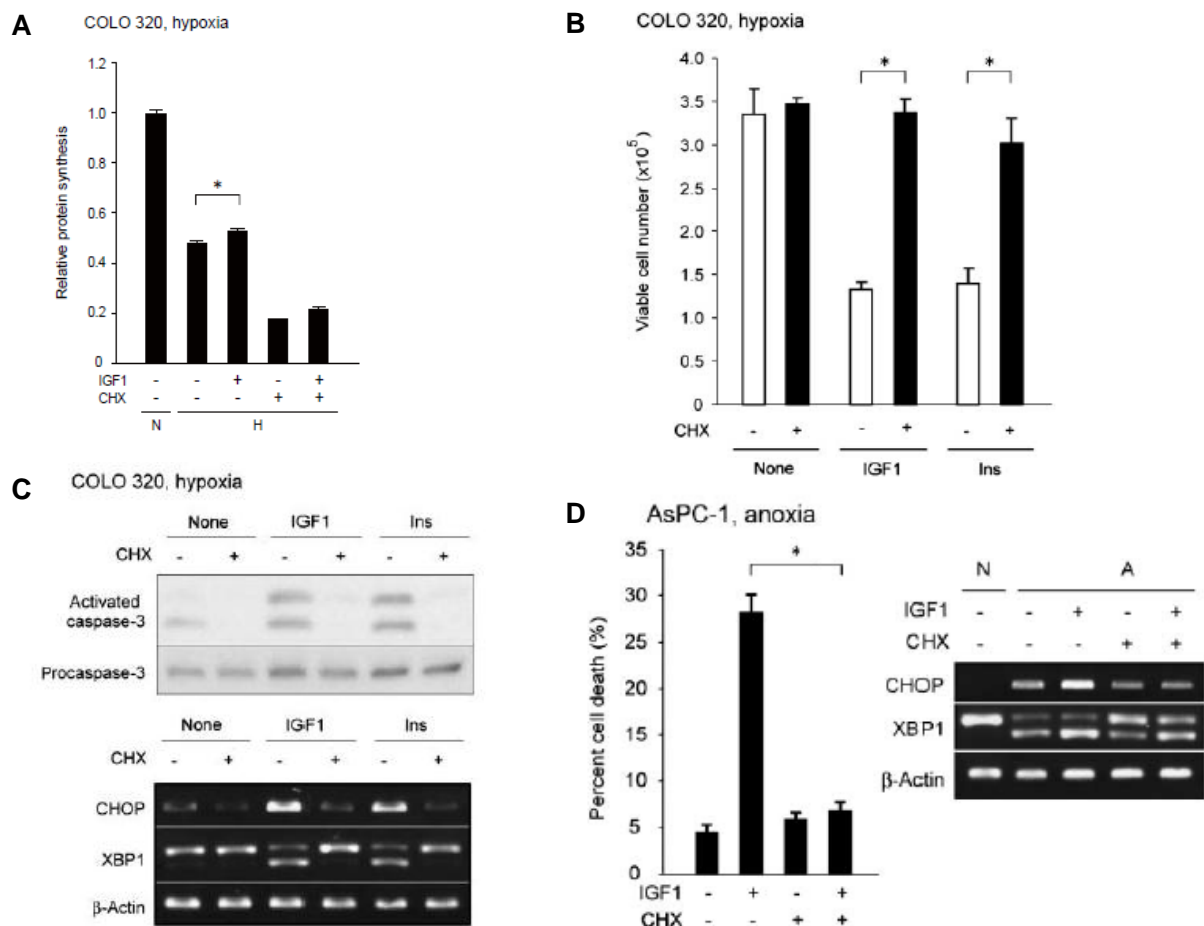 A
COLO 320, hypoxia
1.2
1.0
0.8
0.6
0.4
0.2
0
Relative protein synthesis
*
IGF1 - - + - +
CHX - - - + +
N H
B
COLO 320, hypoxia
4.0
3.5
3.0
2.5
2.0
1.5
1.0
0.5
0
Viable cell number (x10⁵)
* *
CHX - + - + - +
None IGF1 Ins
C
COLO 320, hypoxia
None IGF1 Ins
CHX - + - + - +
Activated
caspase-3
Procaspase-3
None IGF1 Ins
CHX - + - + - +
CHOP
XBP1
β-Actin
D
AsPC-1, anoxia
35
30
25
20
15
10
5
0
Percent cell death (%)
*
IGF1 - + - +
CHX - - + +
N A
IGF1 - - + - +
CHX - - - + +
CHOP
XBP1
β-Actin